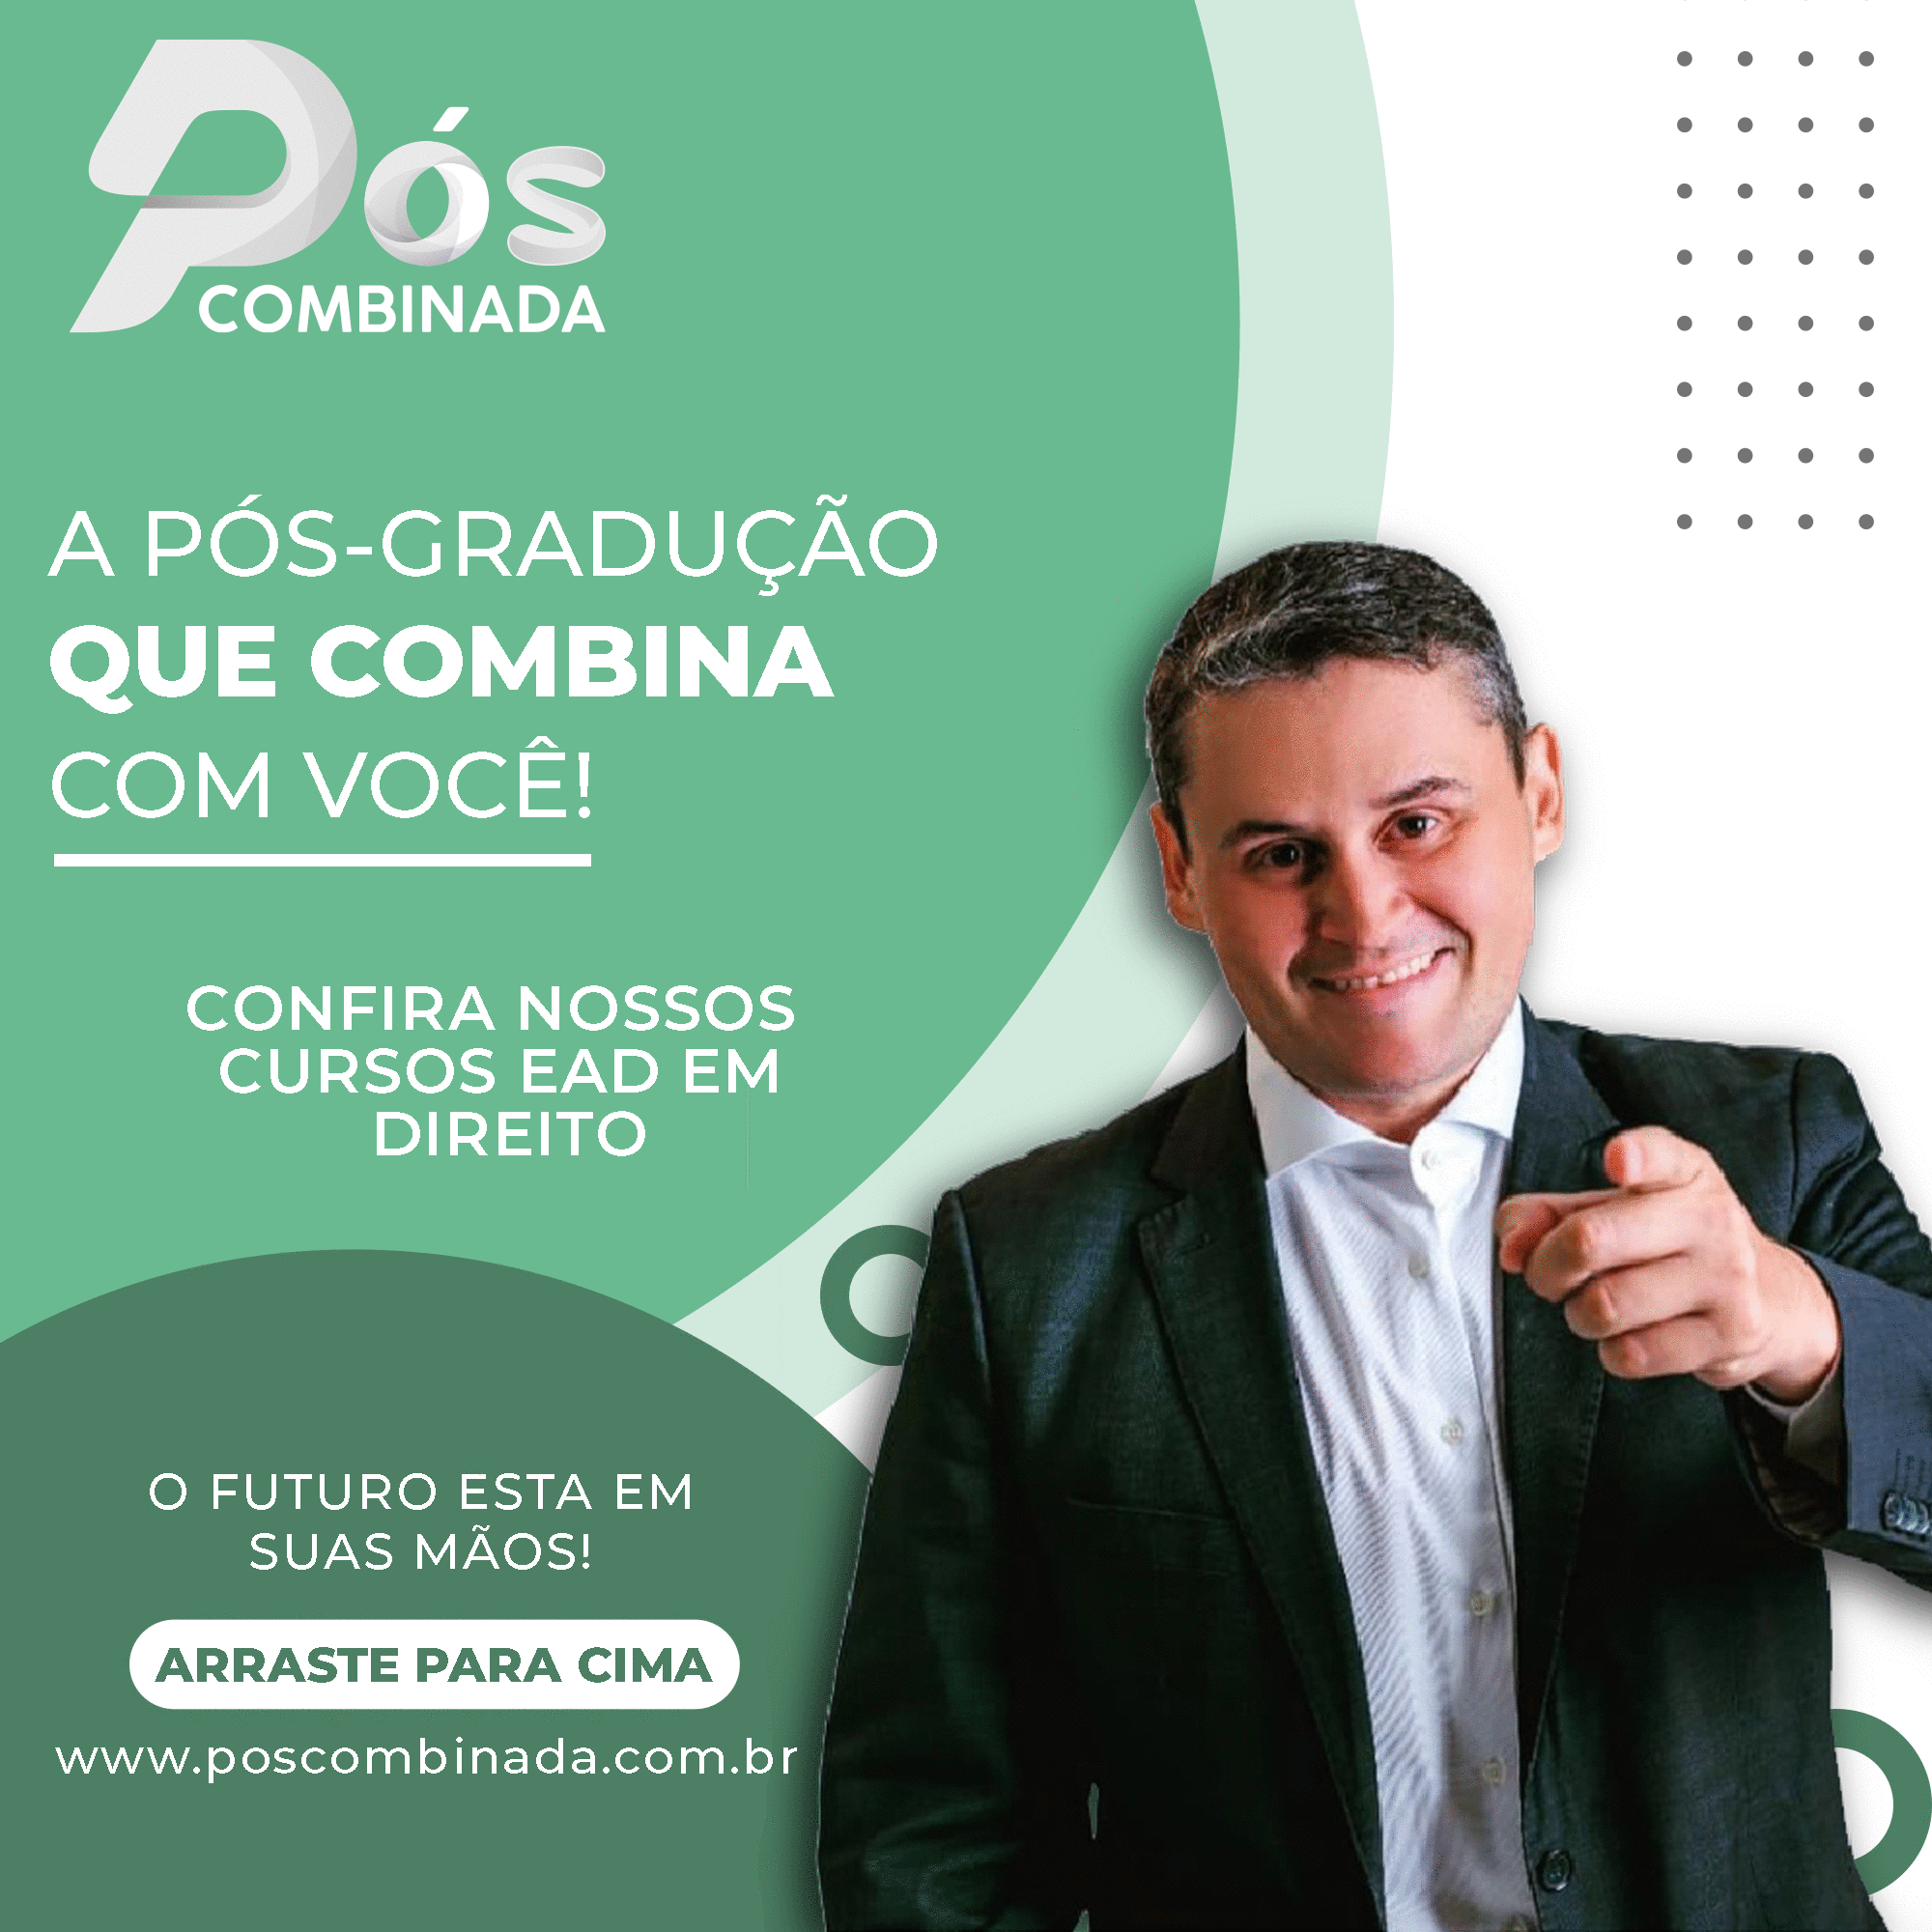 Pós
COMBINADA
A PÓS-GRADUÇÃO
QUE COMBINA
COM VOCÊ!
CONFIRA NOSSOS
CURSOS EAD EM
DIREITO
O FUTURO ESTA EM
SUAS MÃOS!
ARRASTE PARA CIMA
www.poscombinada.com.br